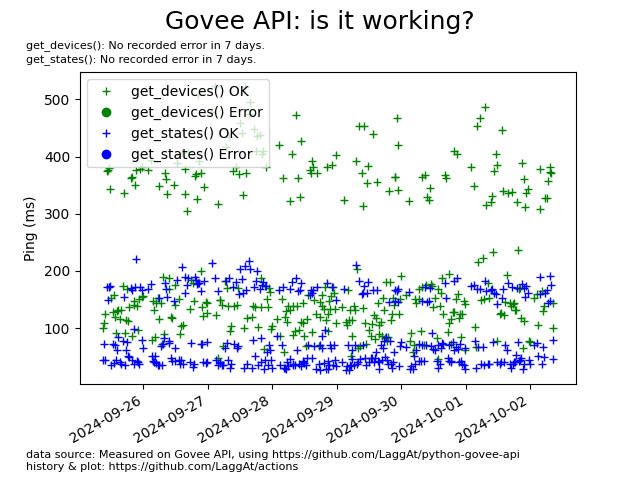 Govee API: is it working?
get_devices(): No recorded error in 7 days.
get_states(): No recorded error in 7 days.
get_devices() OK
get_devices() Error
get_states() OK
get_states() Error
Ping (ms)
500
400
300
200
100
2024-09-26
2024-09-27
2024-09-28
2024-09-29
2024-09-30
2024-10-01
2024-10-02
data source: Measured on Govee API, using https://github.com/LaggAt/python-govee-api
history & plot: https://github.com/LaggAt/actions